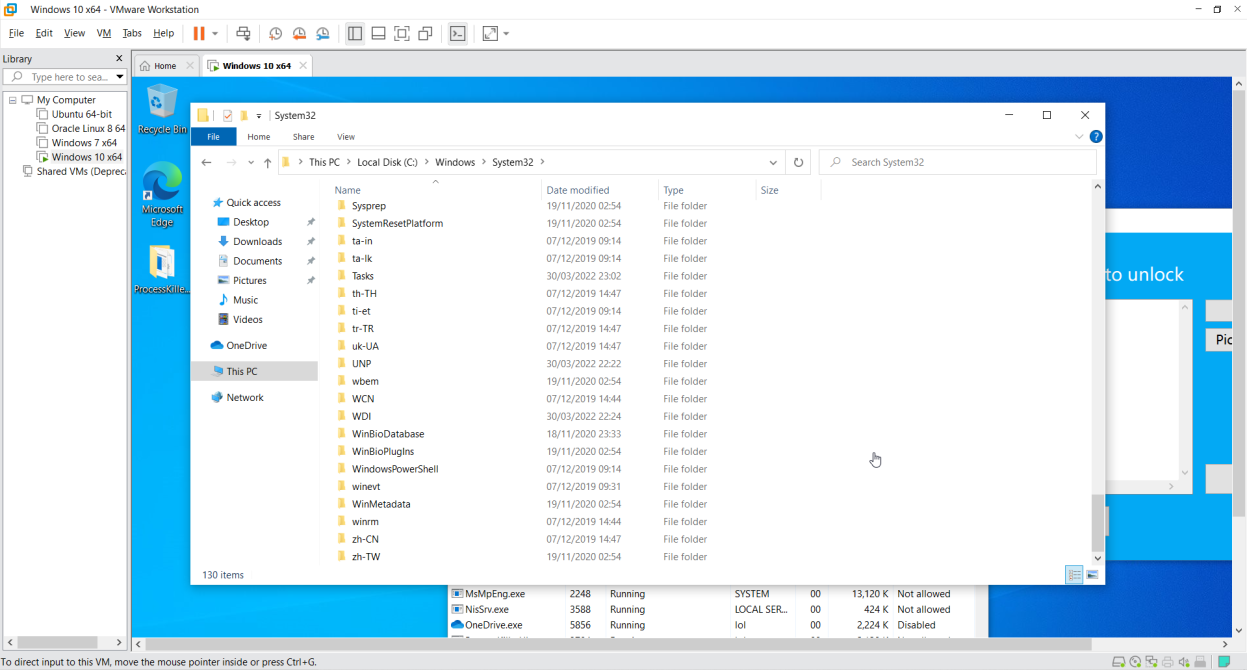 Windows 10 x64 - VMware Workstation
File Edit View VM Tabs Help
Library
Type here to sea...
My Computer
Ubuntu 64-bit
Oracle Linux 8 64
Windows 7 x64
Windows 10 x64
Shared VMs (Depreca
Home
Windows 10 x64
Recycle Bin
Microsoft
Edge
ProcessKille...
System32
File Home Share View
This PC Local Disk (C:) Windows System32
Search System32
Quick access
Desktop
Downloads
Documents
Pictures
Music
Videos
OneDrive
This PC
Network
Name Date modified Type Size
Sysprep 19/11/2020 02:54 File folder
SystemResetPlatform 19/11/2020 02:54 File folder
ta-in 07/12/2019 09:14 File folder
ta-lk 07/12/2019 09:14 File folder
Tasks 30/03/2022 23:02 File folder
th-TH 07/12/2019 14:47 File folder
ti-et 07/12/2019 09:14 File folder
tr-TR 07/12/2019 14:47 File folder
uk-UA 07/12/2019 14:47 File folder
UNP 30/03/2022 22:22 File folder
wbem 19/11/2020 02:54 File folder
WCN 07/12/2019 14:44 File folder
WDI 30/03/2022 22:24 File folder
WinBioDatabase 18/11/2020 23:33 File folder
WinBioPlugIns 19/11/2020 02:54 File folder
WindowsPowerShell 07/12/2019 09:14 File folder
winevt 07/12/2019 09:31 File folder
WinMetadata 19/11/2020 02:54 File folder
winrm 07/12/2019 14:44 File folder
zh-CN 07/12/2019 14:47 File folder
zh-TW 19/11/2020 02:54 File folder
130 items
to unlock
Pic
MsMpEng.exe 2248 Running SYSTEM 00 13,120 K Not allowed
NisSrv.exe 3588 Running LOCAL SER... 00 424 K Not allowed
OneDrive.exe 5856 Running lol 00 2,224 K Disabled
To direct input to this VM, move the mouse pointer inside or press Ctrl+G.